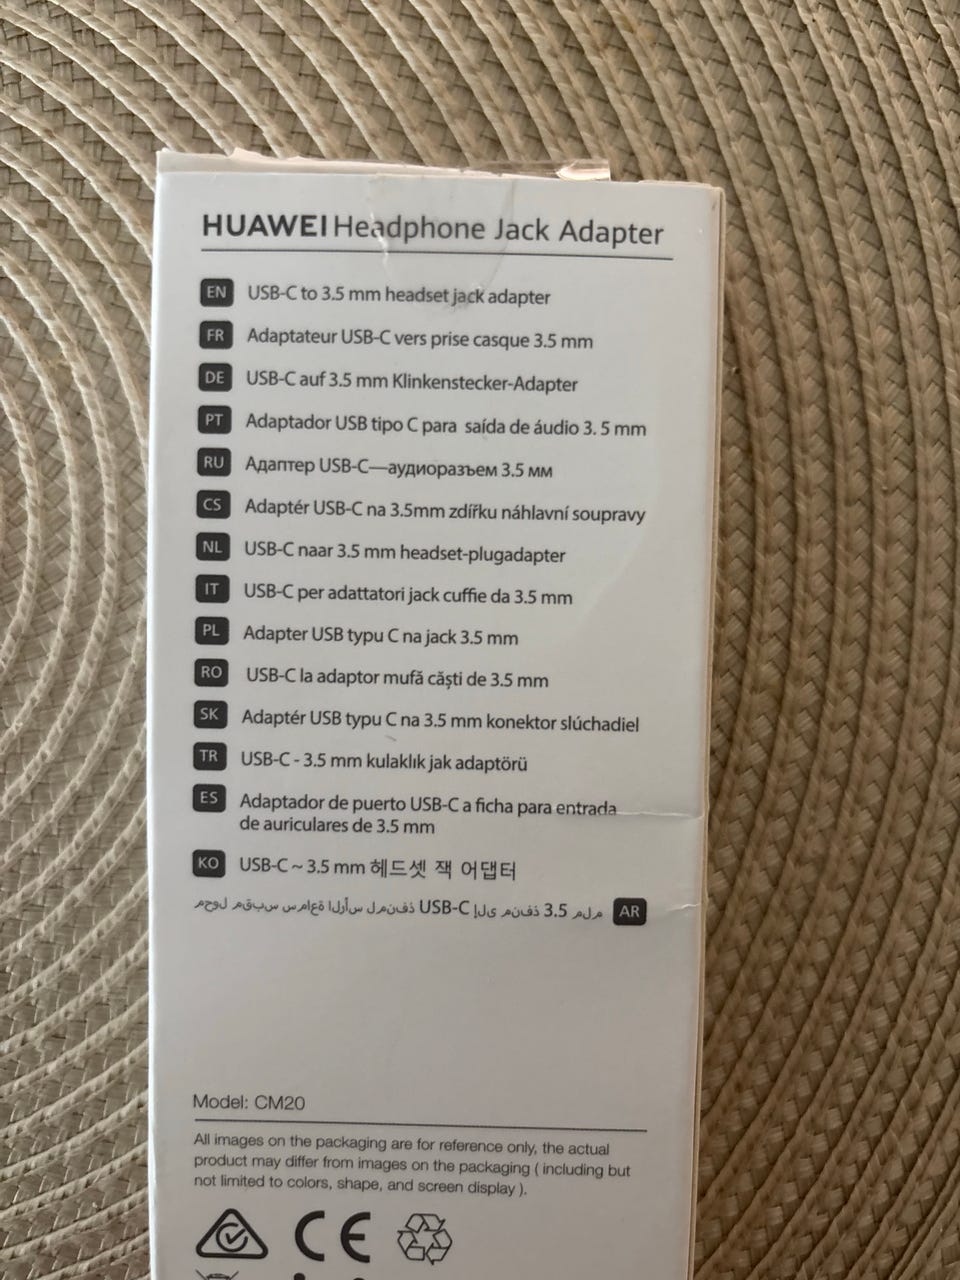 HUAWEI Headphone Jack Adapter
EN USB-C to 3.5 mm headset jack adapter
FR Adaptateur USB-C vers prise casque 3.5 mm
DE USB-C auf 3.5 mm Klinkenstecker-Adapter
PT Adaptador USB tipo C para saída de áudio 3. 5 mm
RU Адаптер USB-C—аудиоразъем 3.5 мм
CS Adaptér USB-C na 3.5mm zdířku náhlavní soupravy
NL USB-C naar 3.5 mm headset-plugadapter
IT USB-C per adattatori jack cuffie da 3.5 mm
PL Adapter USB typu C na jack 3.5 mm
RO USB-C la adaptor mufă căști de 3.5 mm
SK Adaptér USB typu C na 3.5 mm konektor slúchadiel
TR USB-C - 3.5 mm kulaklık jak adaptörü
ES Adaptador de puerto USB-C a ficha para entrada
de auriculares de 3.5 mm
KO USB-C ~ 3.5 mm 헤드셋 잭 어댑터
AR USB-C 3.5
Model: CM20
All images on the packaging are for reference only, the actual
product may differ from images on the packaging ( including but
not limited to colors, shape, and screen display ).
CE